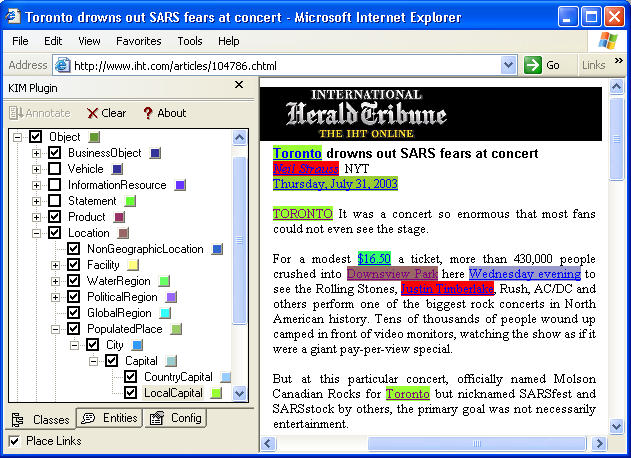 Toronto drowns out SARS fears at concert - Microsoft Internet Explorer
File Edit View Favorites Tools Help
Address http://www.iht.com/articles/104786.chtml Go Links »
KIM Plugin
Annotate Clear ? About
Object
BusinessObject
Vehicle
InformationResource
Statement
Product
Location
NonGeographicLocation
Facility
WaterRegion
PoliticalRegion
GlobalRegion
PopulatedPlace
City
Capital
CountryCapital
LocalCapital
Classes Entities Config
Place Links
INTERNATIONAL
Herald Tribune
THE IHT ONLINE
Toronto drowns out SARS fears at concert
Neil Strauss NYT
Thursday, July 31, 2003
TORONTO It was a concert so enormous that most fans
could not even see the stage.
For a modest $16.50 a ticket, more than 430,000 people
crushed into Downsview Park here Wednesday evening to
see the Rolling Stones, Justin Timberlake, Rush, AC/DC and
others perform one of the biggest rock concerts in North
American history. Tens of thousands of people wound up
camped in front of video monitors, watching the show as if it
were a giant pay-per-view special.
But at this particular concert, officially named Molson
Canadian Rocks for Toronto but nicknamed SARSfest and
SARSstock by others, the primary goal was not necessarily
entertainment.